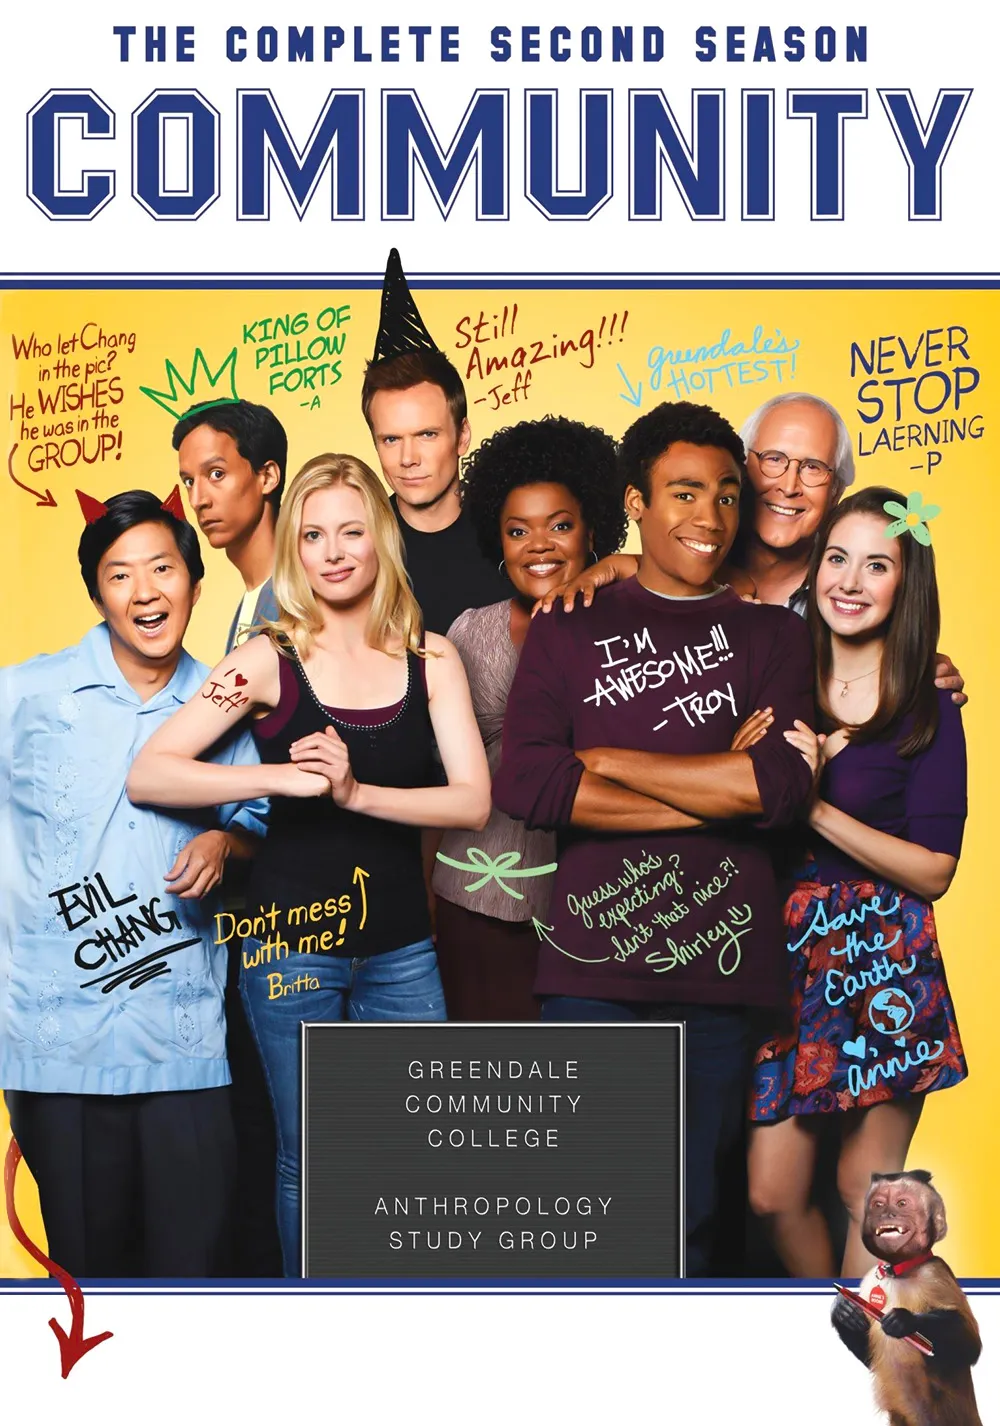 THE COMPLETE SECOND SEASON
COMMUNITY
Who let Chang
in the pic?
He WISHES
he was in the
GROUP!
KING OF
PILLOW
FORTS
-A
Still
Amazing!!!
-Jeff
greendale's
HOTTEST!
NEVER
STOP
LAERNING
-P
I ♥
Jeff
I'M
AWESOME!!!
-TROY
EVIL
CHANG
Don't mess
with me!
Britta
Guess who's
expecting?
Isn't that nice?!
Shirley
Save
the
Earth
annie
GREENDALE
COMMUNITY
COLLEGE
ANTHROPOLOGY
STUDY GROUP